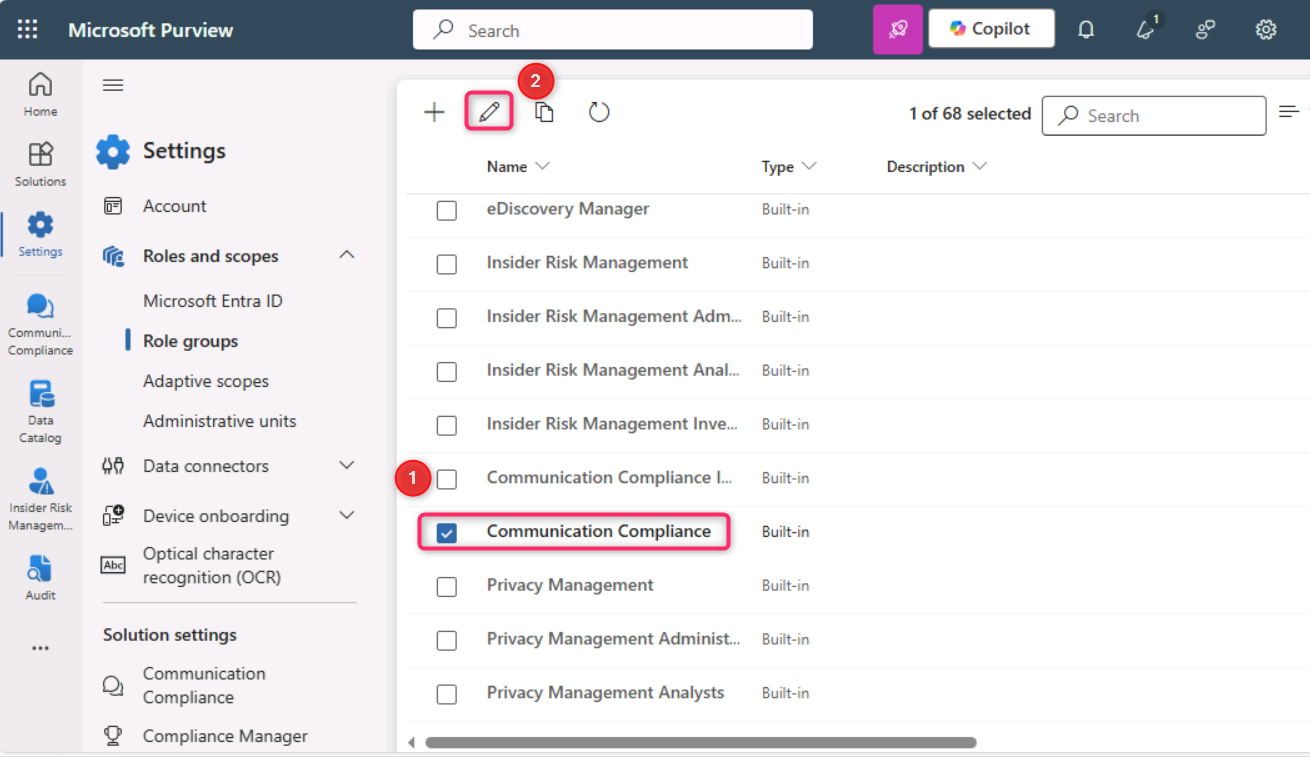 Microsoft Purview
Search
Copilot
1
Home
Solutions
Settings
Communi...
Compliance
Data
Catalog
Insider Risk
Managem...
Audit
Settings
Account
Roles and scopes
Microsoft Entra ID
Role groups
Adaptive scopes
Administrative units
Data connectors
Device onboarding
Abc
Optical character
recognition (OCR)
Solution settings
Communication
Compliance
Compliance Manager
2
1 of 68 selected
Search
Name Type Description
eDiscovery Manager Built-in
Insider Risk Management Built-in
Insider Risk Management Adm... Built-in
Insider Risk Management Anal... Built-in
Insider Risk Management Inve... Built-in
1 Communication Compliance I... Built-in
Communication Compliance Built-in
Privacy Management Built-in
Privacy Management Administ... Built-in
Privacy Management Analysts Built-in